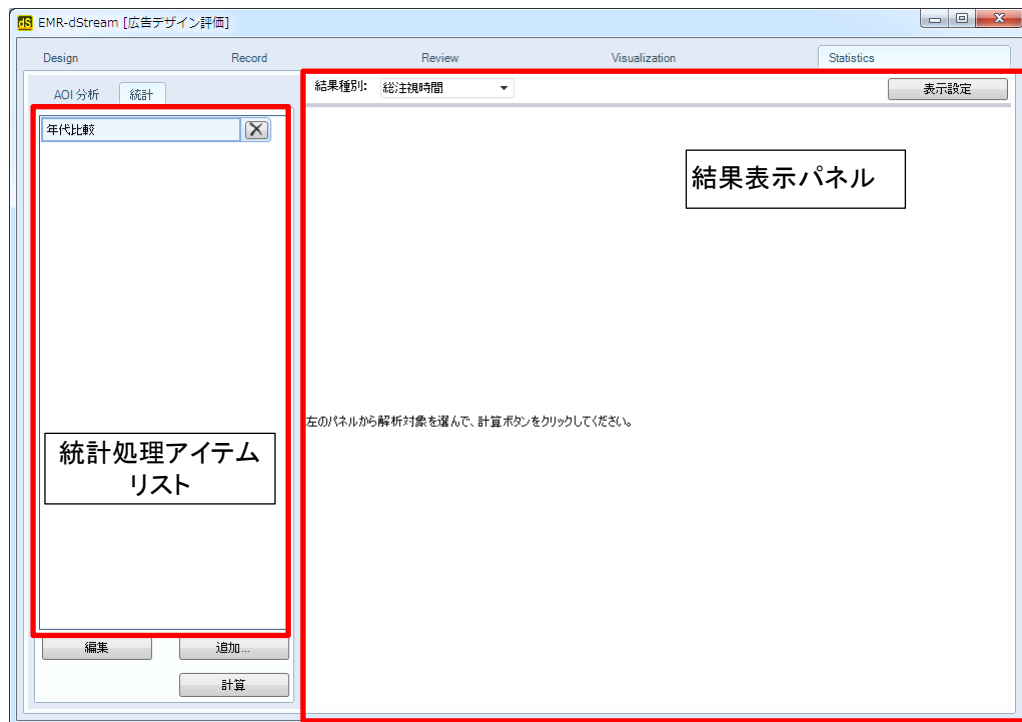 dS EMR-dStream [広告デザイン評価]
Design Record Review Visualization Statistics
AOI 分析 統計
結果種別: 総注視時間 表示設定
年代比較
結果表示パネル
左のパネルから解析対象を選んで、計算ボタンをクリックしてください。
統計処理アイテム
リスト
編集 追加...
計算